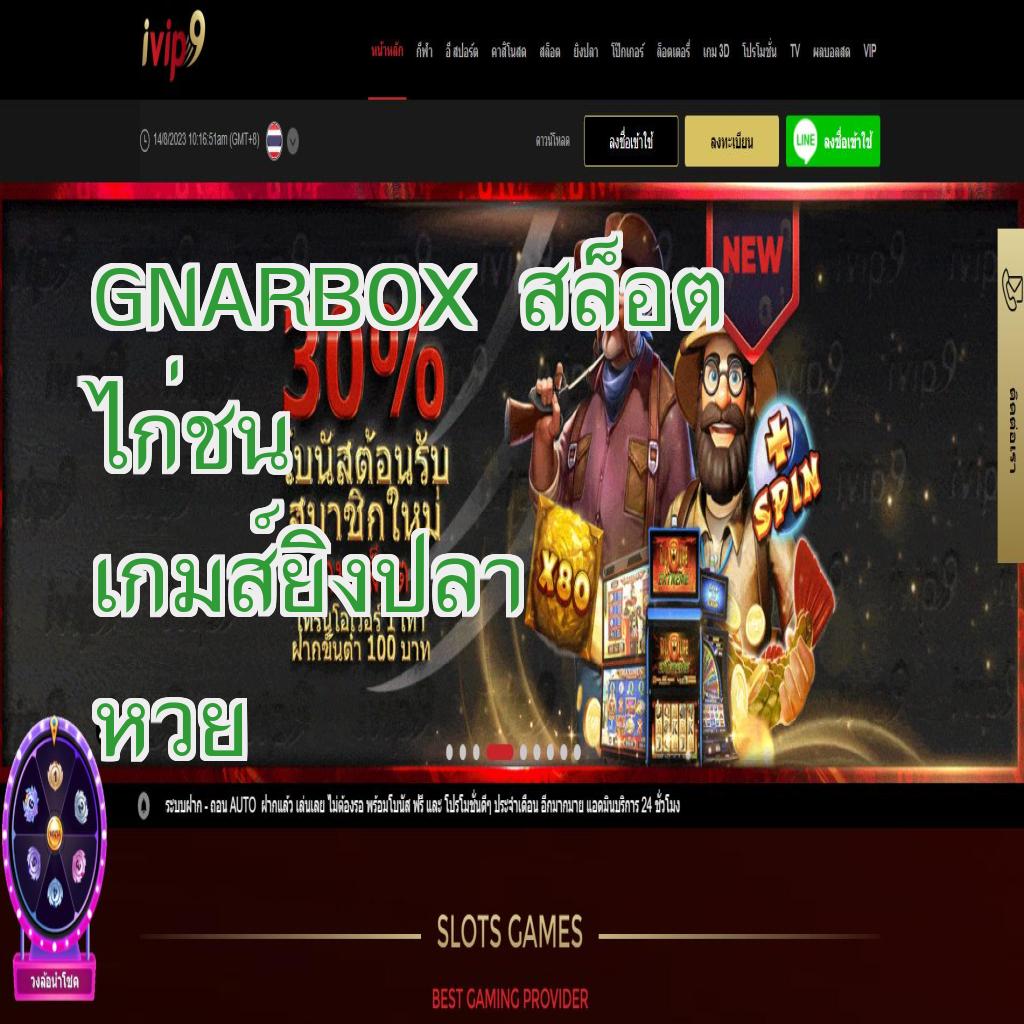 ivip9
หน้าหลัก กีฬา อีสปอร์ต คาสิโนสด สล็อต ยิงปลา โป๊กเกอร์ ล็อตเตอรี่ เกม 3D โปรโมชั่น TV ผลบอลสด VIP
14/8/2023 10:16:51am (GMT+8)
ดาวน์โหลด ลงชื่อเข้าใช้ ลงทะเบียน LINE ลงชื่อเข้าใช้
NEW
GNARBOX สล็อต
30%
ไก่ชน
โบนัสต้อนรับ
สมาชิกใหม่
เกมส์ยิงปลา
ฝากขั้นต่ำ 100 บาท
หวย
+
SPIN
X80
EXTREME
ติดต่อเรา
ระบบฝาก - ถอน AUTO ฝากแล้ว เล่นเลย ไม่ต้องรอ พร้อมโบนัส ฟรี และ โปรโมชั่นดีๆ ประจำเดือน อีกมากมาย แอดมินบริการ 24 ชั่วโมง
วงล้อนำโชค
SLOTS GAMES
BEST GAMING PROVIDER